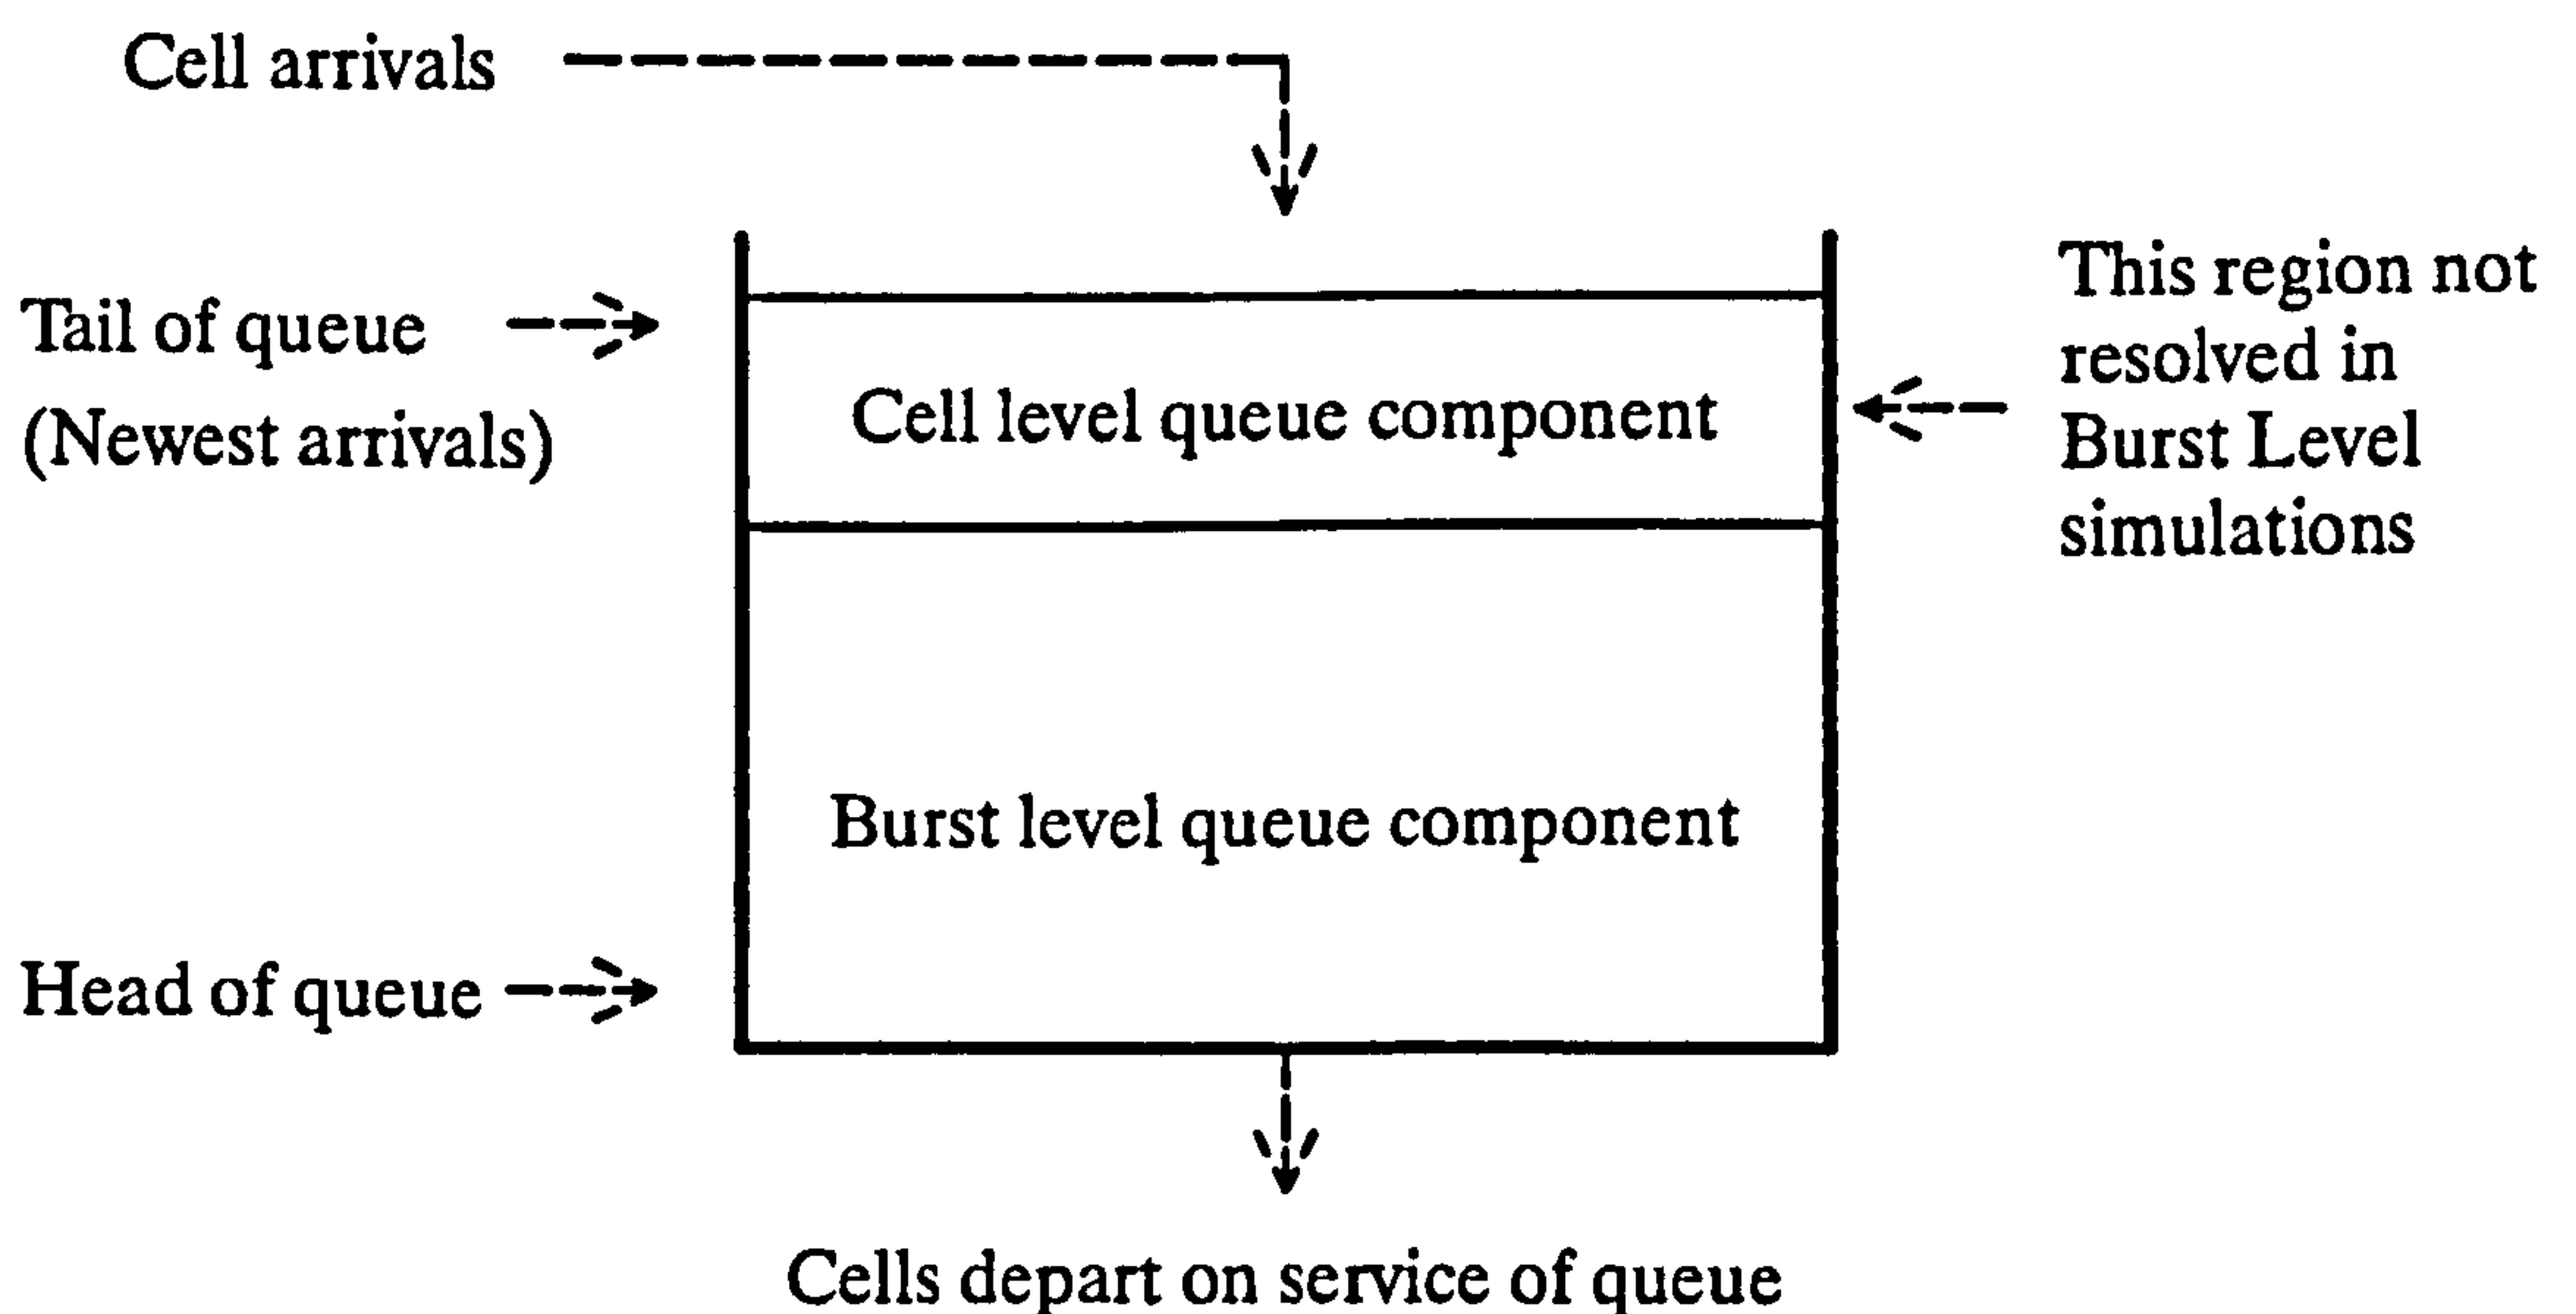 Cell arrivals
Tail of queue
(Newest arrivals)
This region not
resolved in
Burst Level
simulations
Cell level queue component
Burst level queue component
Head of queue
Cells depart on service of queue